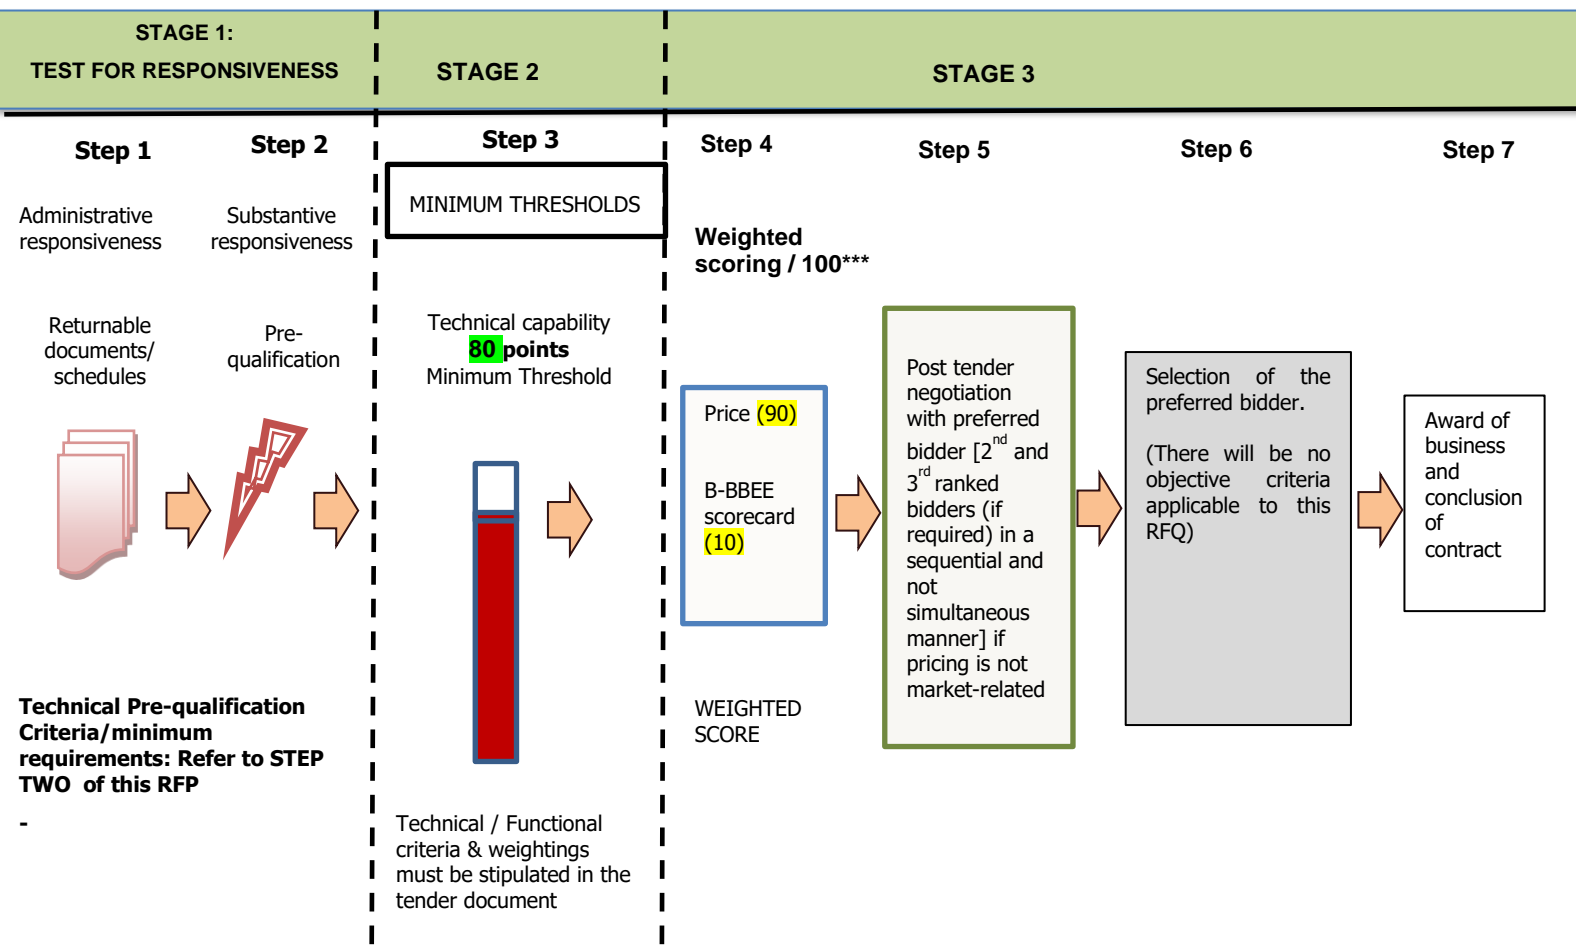 STAGE 1:
TEST FOR RESPONSIVENESS
STAGE 2
STAGE 3
Step 1
Step 2
Step 3
Step 4
Step 5
Step 6
Step 7
Administrative
responsiveness
Substantive
responsiveness
MINIMUM THRESHOLDS
Weighted
scoring / 100***
Returnable
documents/
schedules
Pre-
qualification
Technical capability
80 points
Minimum Threshold
Price (90)
B-BBEE
scorecard
(10)
Post tender
negotiation
with preferred
bidder [2nd and
3rd ranked
bidders (if
required) in a
sequential and
not
simultaneous
manner] if
pricing is not
market-related
Selection of the
preferred bidder.
(There will be no
objective criteria
applicable to this
RFQ)
Award of
business
and
conclusion
of
contract
Technical Pre-qualification
Criteria/minimum
requirements: Refer to STEP
TWO of this RFP
-
WEIGHTED
SCORE
Technical / Functional
criteria & weightings
must be stipulated in the
tender document